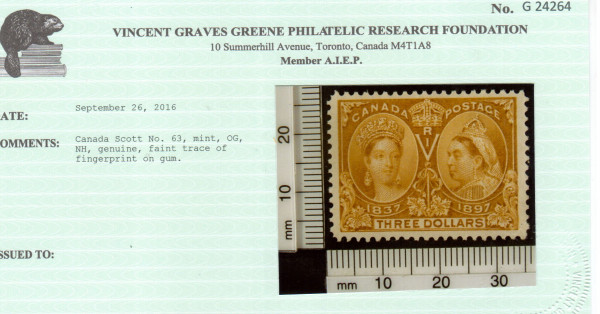 No. G 24264
VINCENT GRAVES GREENE PHILATELIC RESEARCH FOUNDATION
10 Summerhill Avenue, Toronto, Canada M4T1A8
Member A.I.E.P.
DATE: September 26, 2016
OMMENTS: Canada Scott No. 63, mint, OG,
NH, genuine, faint trace of
fingerprint on gum.
SSUED TO:
20
10
mm
CANADA POSTAGE
V R I
1837 1897
THREE DOLLARS
mm 10 20 30